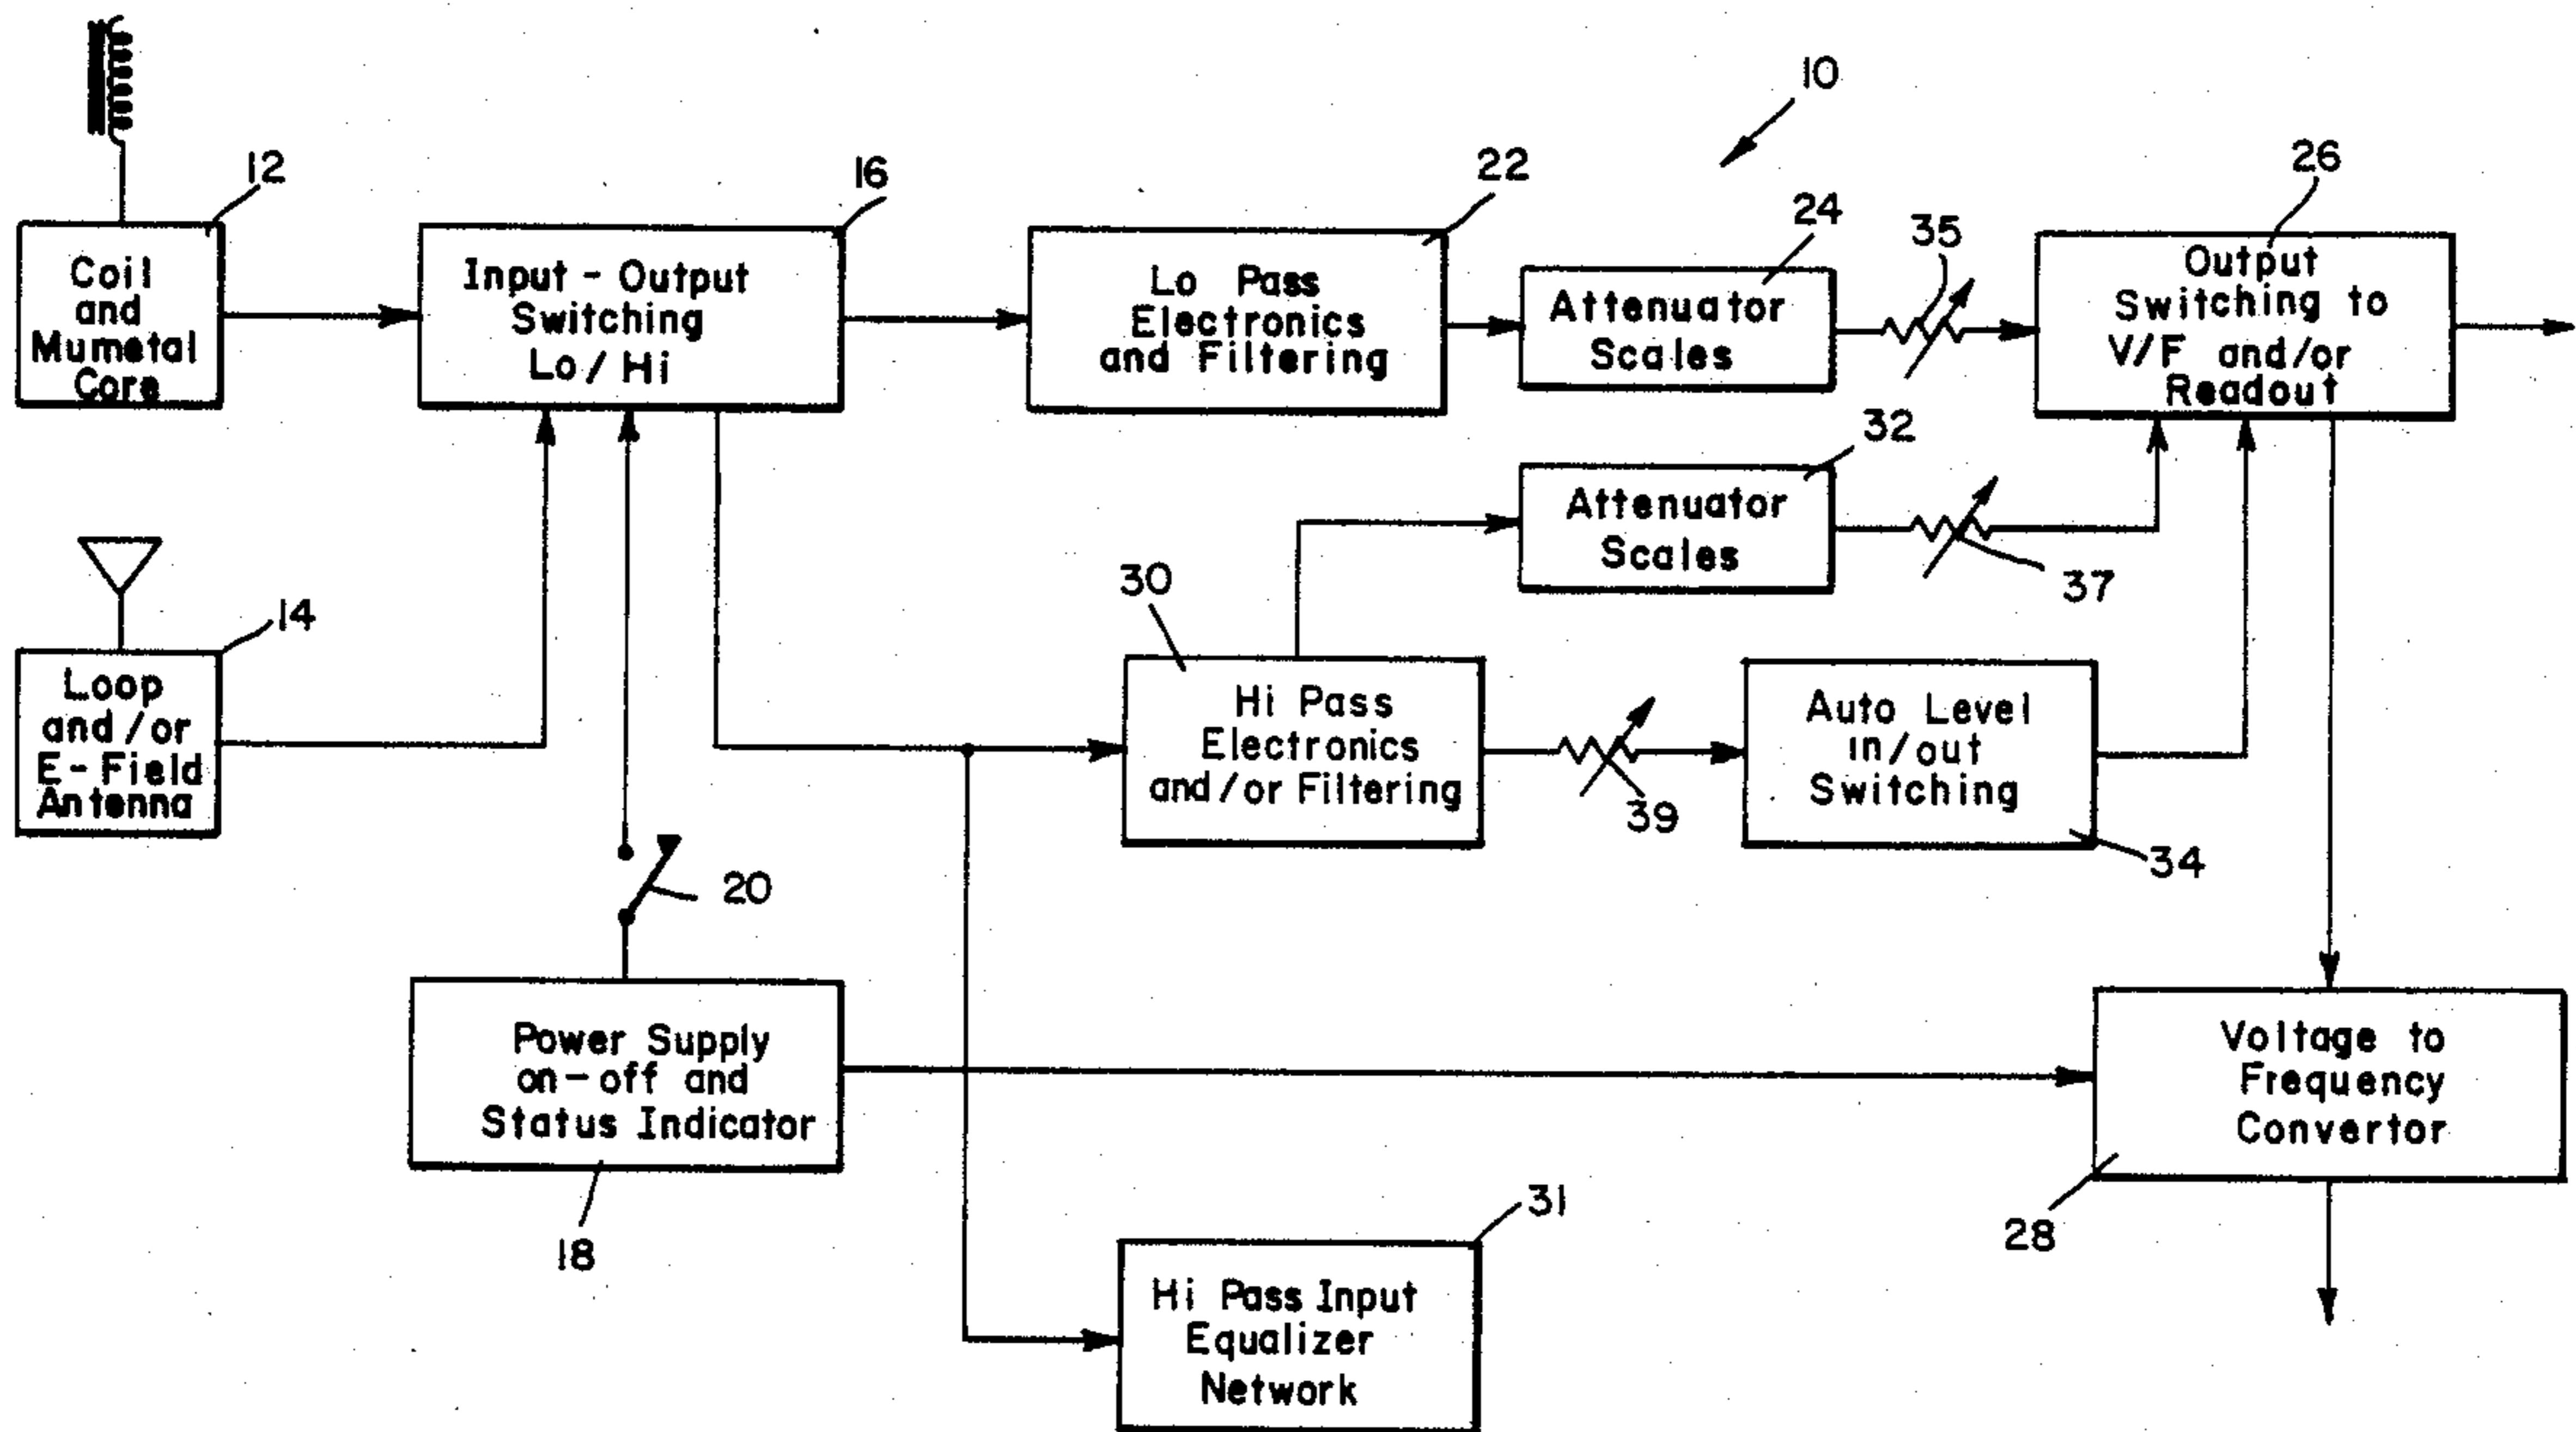 10
12
16
22
24
35
26
Coil
and
Mumetal
Core
Input - Output
Switching
Lo / Hi
Lo Pass
Electronics
and Filtering
Attenuator
Scales
Output
Switching to
V/F and/or
Readout
32
Attenuator
Scales
37
14
Loop
and/or
E-Field
Antenna
30
Hi Pass
Electronics
and/or Filtering
39
Auto Level
in/out
Switching
34
20
Power Supply
on-off and
Status Indicator
18
Voltage to
Frequency
Convertor
28
31
Hi Pass Input
Equalizer
Network